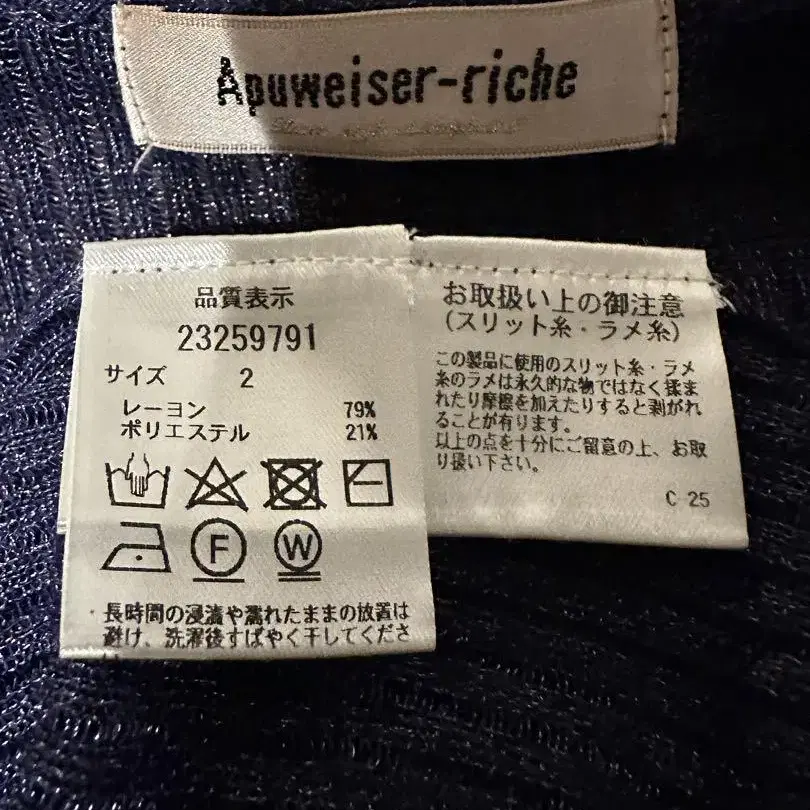 Apuweiser-riche
品質表示
23259791
サイズ 2
レーヨン 79%
ポリエステル 21%
F W
長時間の浸漬や濡れたままの放置は
避け、洗濯後すばやく干してくださ
お取扱い上の御注意
(スリット糸・ラメ糸)
この製品に使用のスリット糸・ラメ
糸のラメは永久的な物ではなく揉ま
れたり摩擦を加えたりすると剥がれ
ることが有ります。
以上の点を十分にご留意の上、お取
り扱い下さい。
C 25